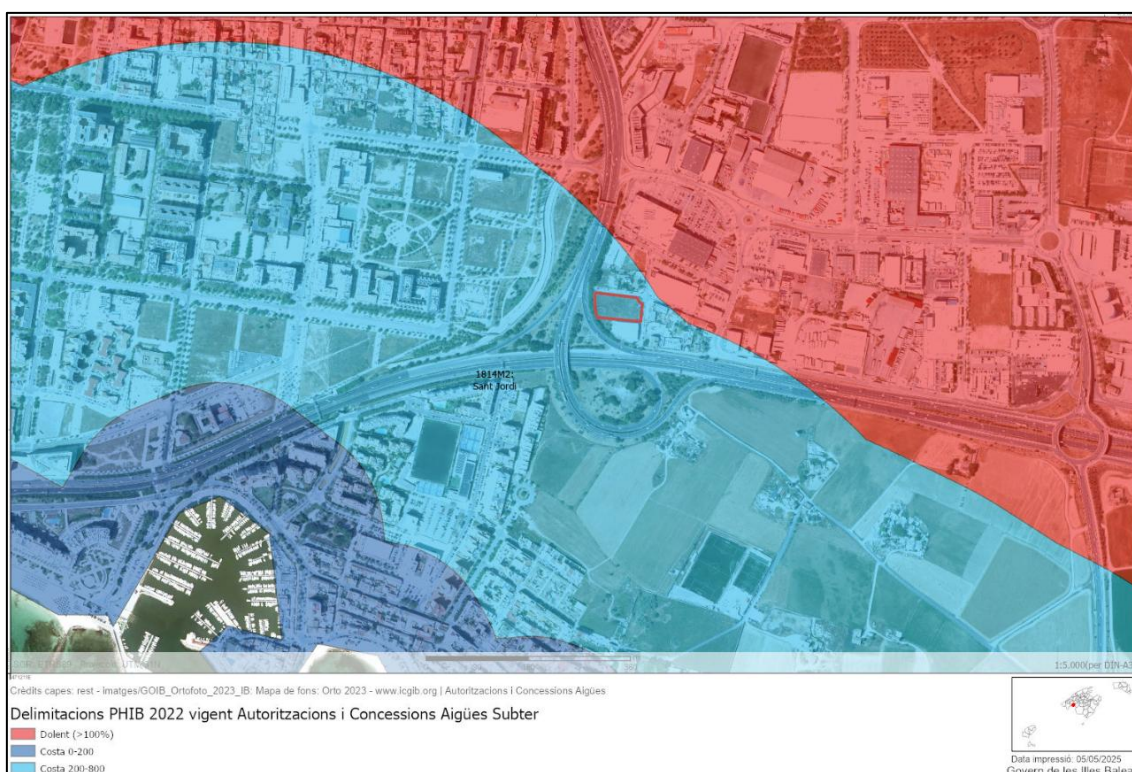 1814M2:
Sant Jordi
1:5.000(per DIN-A3
Crèdits capes: rest - imatges/GOIB_Ortofoto_2023_IB: Mapa de fons: Orto 2023 - www.icgib.org | Autoritzacions i Concessions Aigües
Delimitacions PHIB 2022 vigent Autoritzacions i Concessions Aigües Subter
Dolent (>100%)
Costa 0-200
Costa 200-800
Data impressió: 05/05/2025
Govern de les Illes Balea